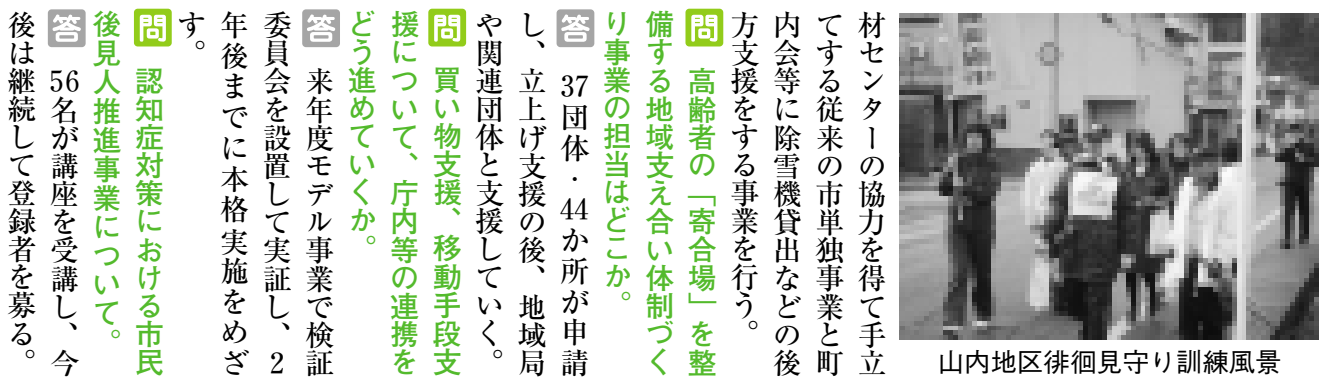 材センターの協力を得て手立
てする従来の市単独事業と町
内会等に除雪機貸出などの後
方支援をする事業を行う。
問 高齢者の「寄合場」を整
備する地域支え合い体制づく
り事業の担当はどこか。
答 37団体・44か所が申請
し、立上げ支援の後、地域局
や関連団体と支援していく。
問 買い物支援、移動手段支
援について、庁内等の連携を
どう進めていくか。
答 来年度モデル事業で検証
委員会を設置して実証し、2
年後までに本格実施をめざ
す。
問 認知症対策における市民
後見人推進事業について。
答 56名が講座を受講し、今
後は継続して登録者を募る。
山内地区徘徊見守り訓練風景